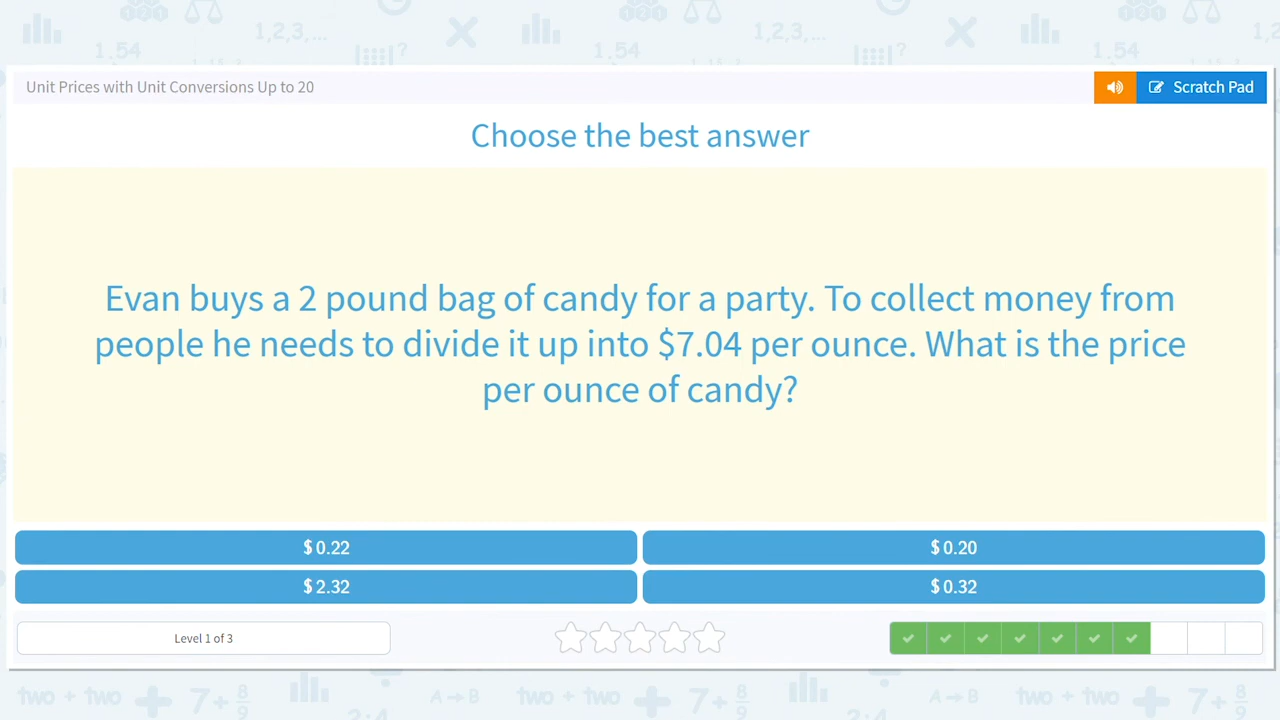 Unit Prices with Unit Conversions Up to 20
Scratch Pad
Choose the best answer
Evan buys a 2 pound bag of candy for a party. To collect money from
people he needs to divide it up into $7.04 per ounce. What is the price
per ounce of candy?
$ 0.22
$ 0.20
$ 2.32
$ 0.32
Level 1 of 3